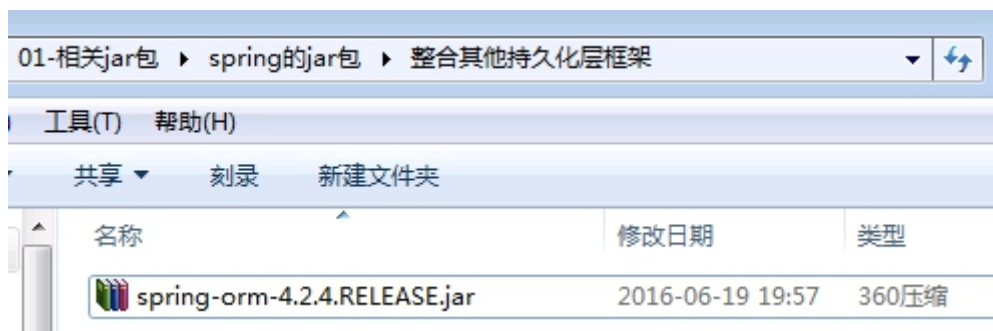 01-相关jar包 ▸ spring的jar包 ▸ 整合其他持久化层框架
工具(T) 帮助(H)
共享 刻录 新建文件夹
名称 修改日期 类型
spring-orm-4.2.4.RELEASE.jar 2016-06-19 19:57 360压缩